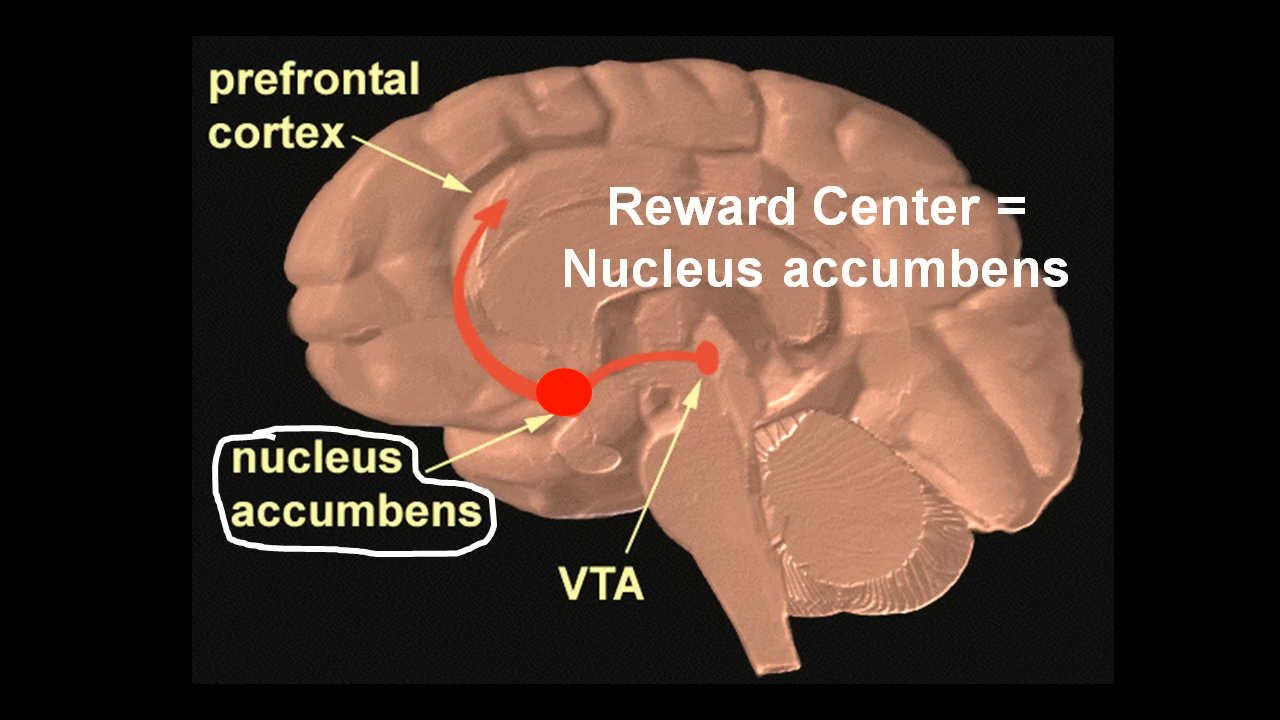 prefrontal
cortex
Reward Center =
Nucleus accumbens
nucleus
accumbens
VTA